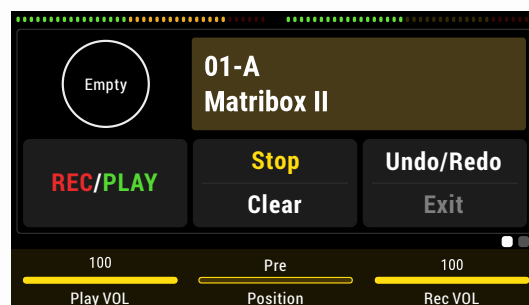 Empty
01-A
Matribox II
REC/PLAY
Stop
Clear
Undo/Redo
Exit
100
Pre
100
Play VOL
Position
Rec VOL